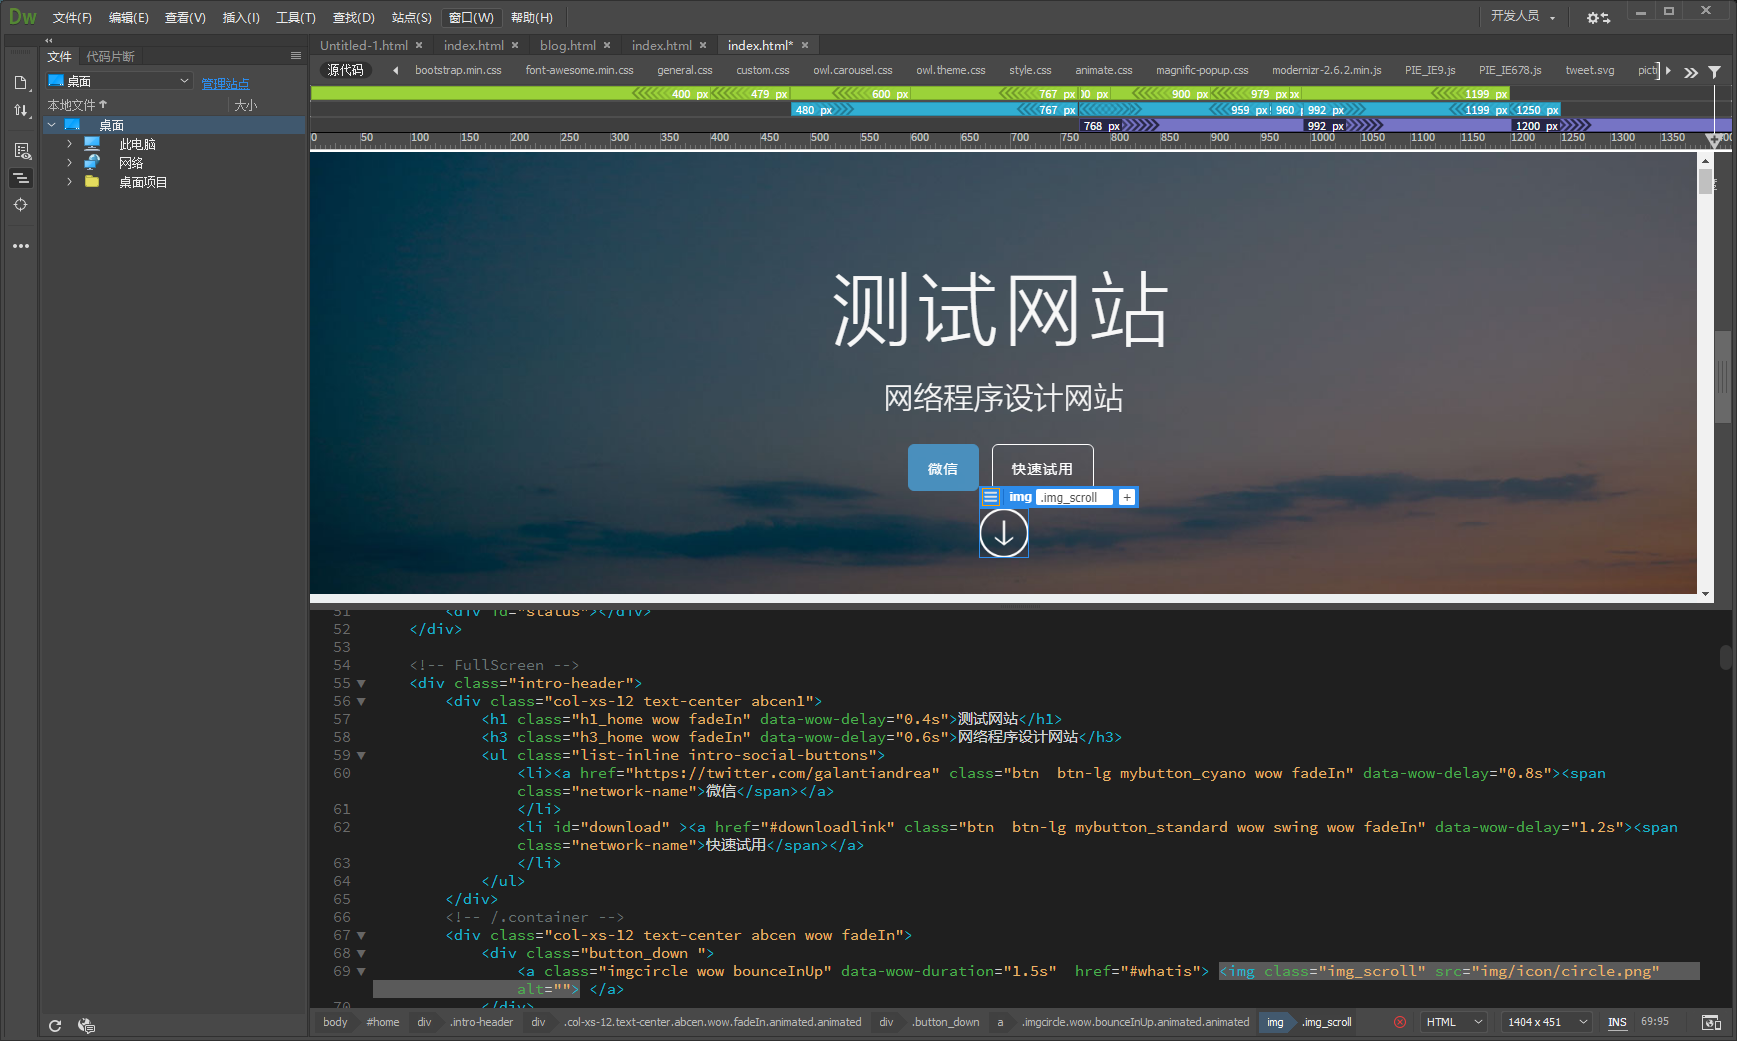 Dw 文件(F) 编辑(E) 查看(V) 插入(I) 工具(T) 查找(D) 站点(S) 窗口(W) 帮助(H) 开发人员
文件 代码片断
Untitled-1.html × index.html × blog.html × index.html × index.html* ×
桌面 管理站点
源代码 bootstrap.min.css font-awesome.min.css general.css custom.css owl.carousel.css owl.theme.css style.css animate.css magnific-popup.css modernizr-2.6.2.min.js PIE_IE9.js PIE_IE678.js tweet.svg
本地文件 大小
桌面
此电脑
网络
桌面项目
400 px 479 px 600 px 767 px 900 px 979 px 1199 px
480 px 767 px 959 px 960 992 px 1199 px 1250 px
768 px 992 px 1200 px
0 50 100 150 200 250 300 350 400 450 500 550 600 650 700 750 800 850 900 950 1000 1050 1100 1150 1200 1250 1300 1350
测试网站
网络程序设计网站
微信 快速试用
img .img_scroll +
51 <div id="status"></div>
52 </div>
53
54 <!-- FullScreen -->
55 <div class="intro-header">
56 <div class="col-xs-12 text-center abcen1">
57 <h1 class="h1_home wow fadeIn" data-wow-delay="0.4s">测试网站</h1>
58 <h3 class="h3_home wow fadeIn" data-wow-delay="0.6s">网络程序设计网站</h3>
59 <ul class="list-inline intro-social-buttons">
60 <li><a href="https://twitter.com/galantiandrea" class="btn  btn-lg mybutton_cyano wow fadeIn" data-wow-delay="0.8s"><span
class="network-name">微信</span></a>
61 </li>
62 <li id="download" ><a href="#downloadlink" class="btn  btn-lg mybutton_standard wow swing wow fadeIn" data-wow-delay="1.2s"><span
class="network-name">快速试用</span></a>
63 </li>
64 </ul>
65 </div>
66 <!-- /.container -->
67 <div class="col-xs-12 text-center abcen wow fadeIn">
68 <div class="button_down ">
69 <a class="imgcircle wow bounceInUp" data-wow-duration="1.5s"  href="#whatis"> <img class="img_scroll" src="img/icon/circle.png"
alt=""> </a>
70 </div>
body #home div .intro-header div .col-xs-12.text-center.abcen.wow.fadeIn.animated.animated div .button_down a .imgcircle.wow.bounceInUp.animated.animated img .img_scroll HTML 1404 x 451 INS 69:95